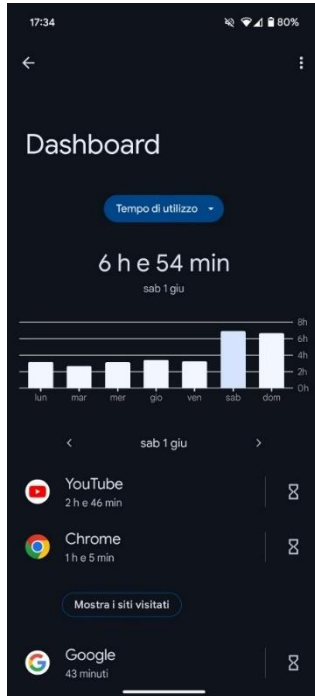 17:34
80%
Dashboard
Tempo di utilizzo
6 h e 54 min
sab 1 giu
8h
6h
4h
2h
0h
lun mar mer gio ven sab dom
sab 1 giu
YouTube
2 h e 46 min
Chrome
1 h e 5 min
Mostra i siti visitati
Google
43 minuti